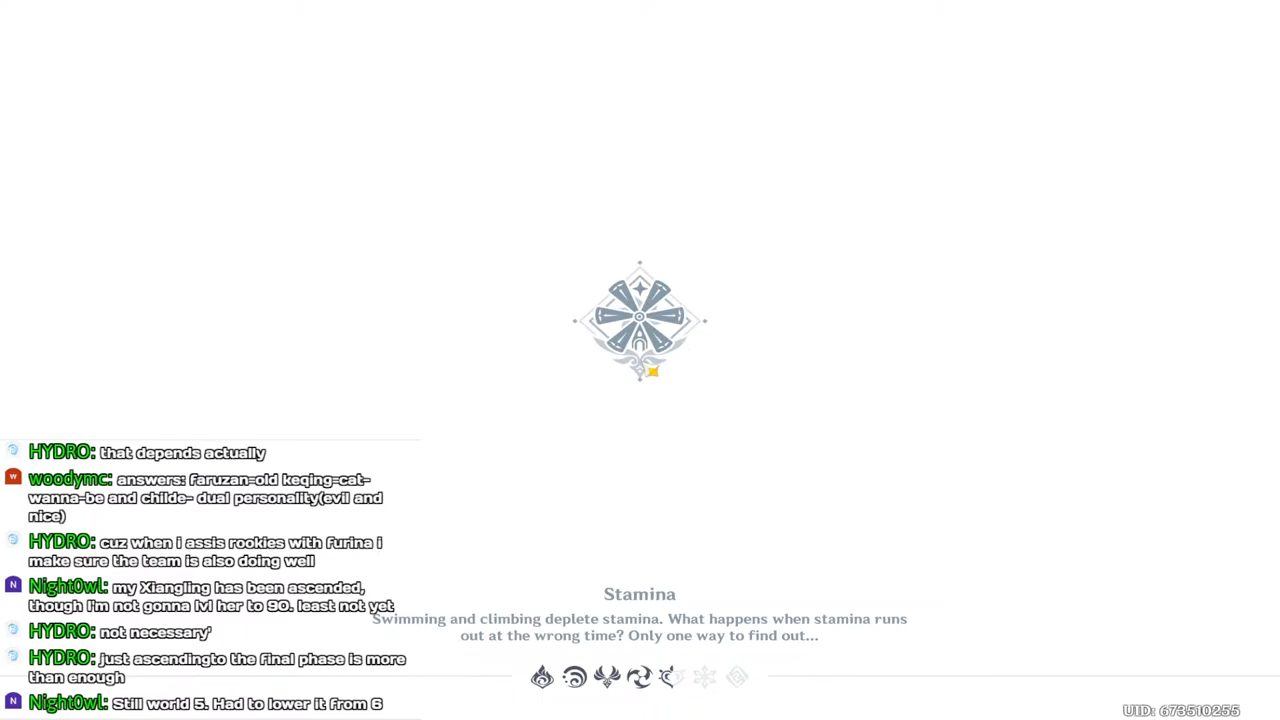 HYDRO: that depends actually
woodymc: answers: faruzan=old keqing=cat-
wanna-be and childe- dual personality(evil and
nice)
HYDRO: cuz when i assis rookies with furina i
make sure the team is also doing well
NightOwl: my Xiangling has been ascended,
though I'm not gonna lvl her to 90. least not yet
HYDRO: not necessary'
HYDRO: just ascendingto the final phase is more
than enough
NightOwl: Still world 5. Had to lower it from 6
Stamina
Swimming and climbing deplete stamina. What happens when stamina runs
out at the wrong time? Only one way to find out...
UID: 673510255